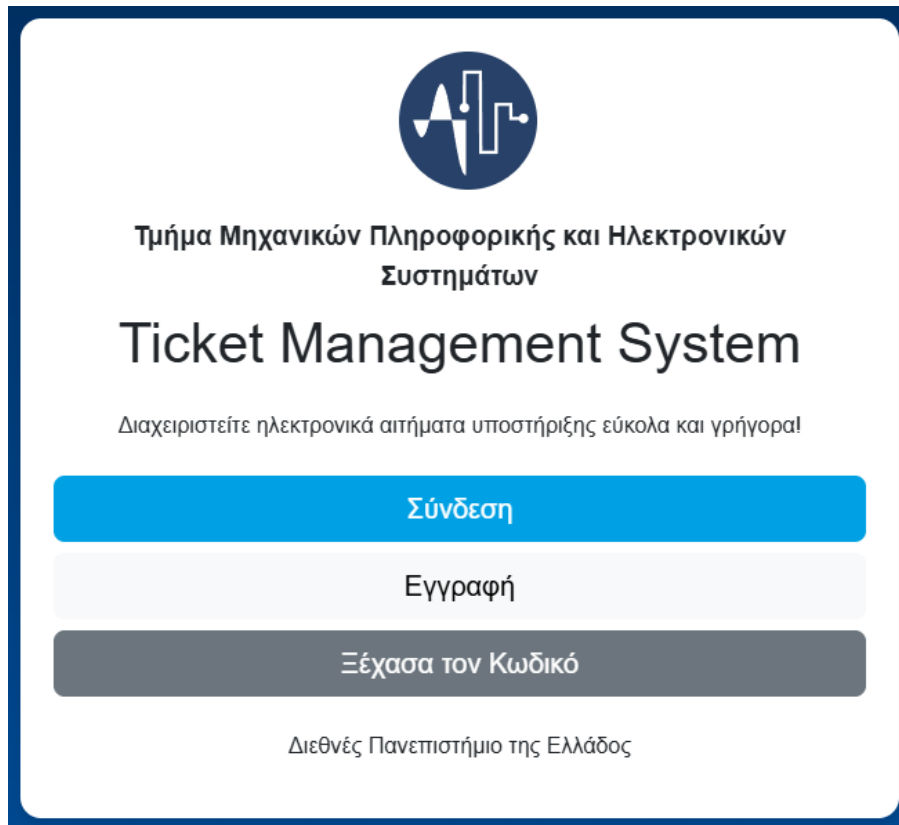 Τμήμα Μηχανικών Πληροφορικής και Ηλεκτρονικών
Συστημάτων
Ticket Management System
Διαχειριστείτε ηλεκτρονικά αιτήματα υποστήριξης εύκολα και γρήγορα!
Σύνδεση
Εγγραφή
Ξέχασα τον Κωδικό
Διεθνές Πανεπιστήμιο της Ελλάδος